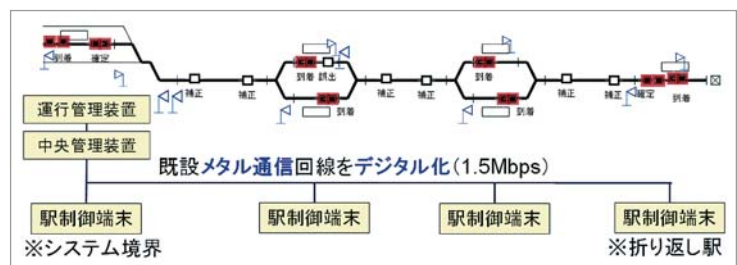 到着 確定 補正 補正 到着 誤出 到着 補正 補正 到着 到着 補正 補正 確定 到着
運行管理装置
中央管理装置
既設メタル通信回線をデジタル化(1.5Mbps)
駅制御端末 駅制御端末 駅制御端末 駅制御端末
※システム境界 ※折り返し駅